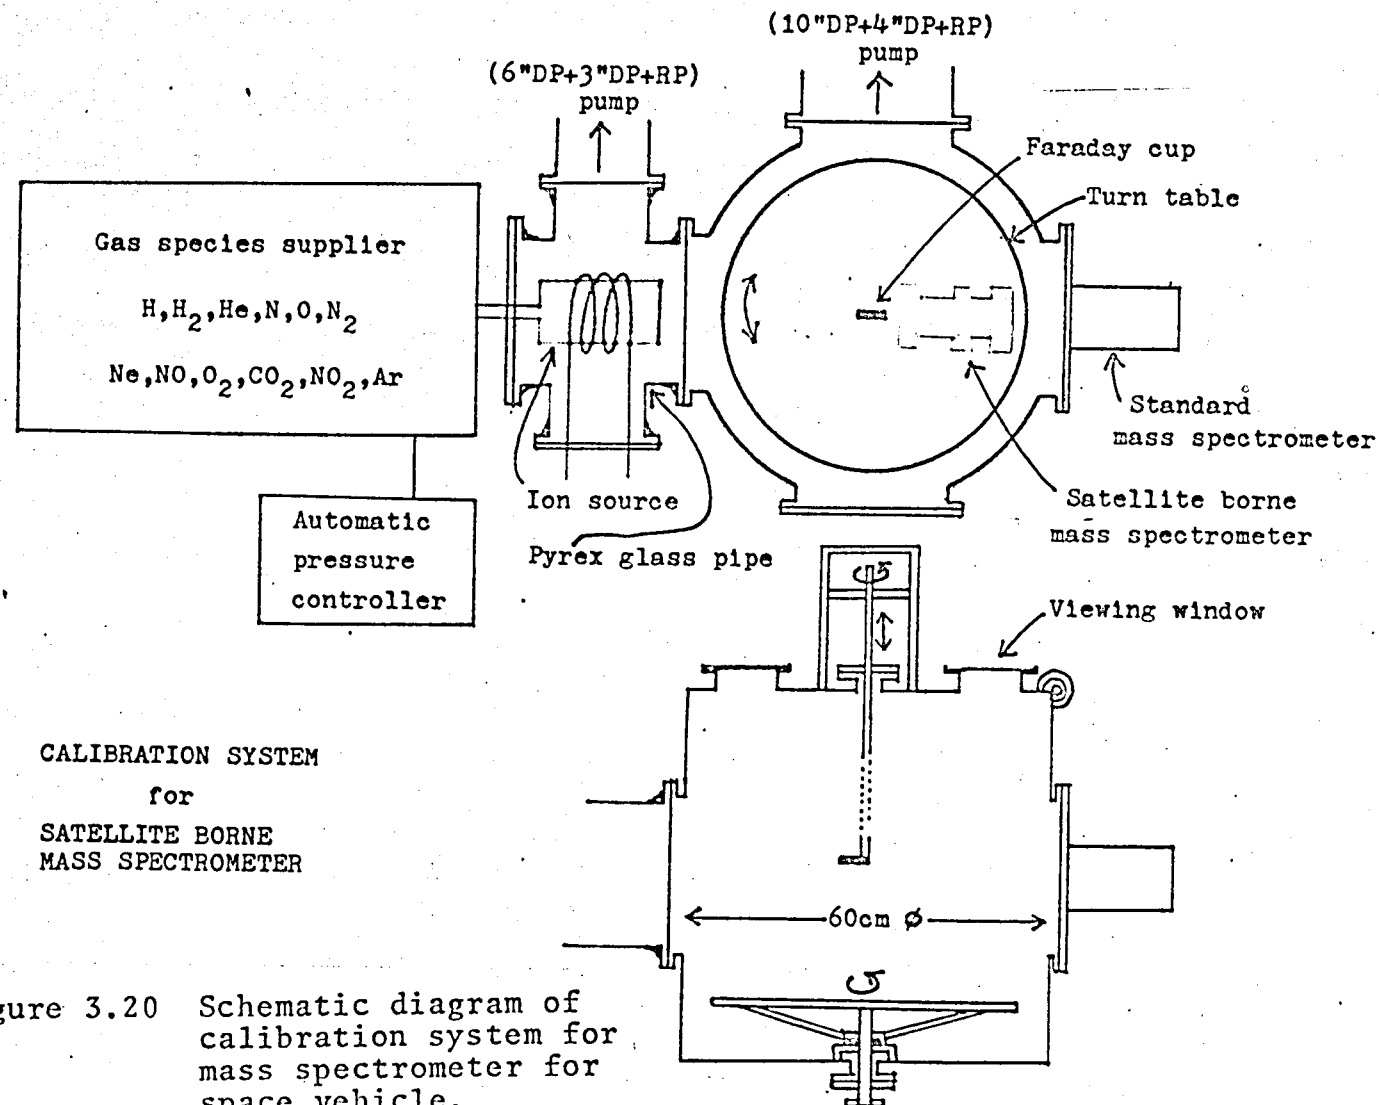 (10"DP+4"DP+RP)
pump
(6"DP+3"DP+RP)
pump
Faraday cup
Turn table
Gas species supplier
H,H₂,He,N,O,N₂
Ne,NO,O₂,CO₂,NO₂,Ar
Standard
mass spectrometer
Ion source
Satellite borne
mass spectrometer
Automatic
pressure
controller
Pyrex glass pipe
Viewing window
CALIBRATION SYSTEM
for
SATELLITE BORNE
MASS SPECTROMETER
60cm ø
gure 3.20 Schematic diagram of
calibration system for
mass spectrometer for
space vehicle.